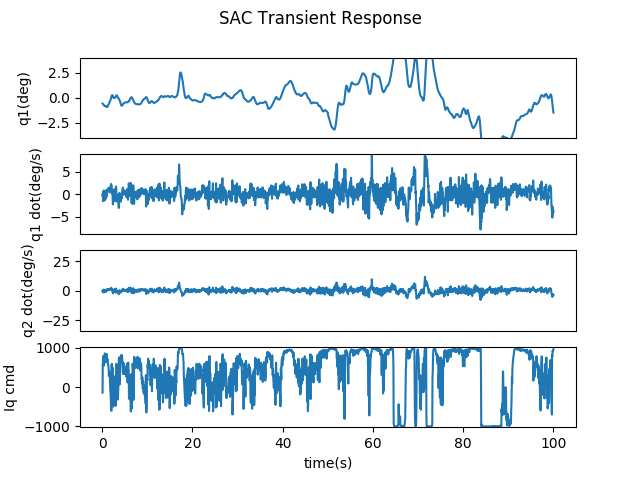 SAC Transient Response
q1(deg)
2.5
0.0
−2.5
q1 dot(deg/s)
5
0
−5
q2 dot(deg/s)
25
0
−25
Iq cmd
1000
0
−1000
0 20 40 60 80 100
time(s)